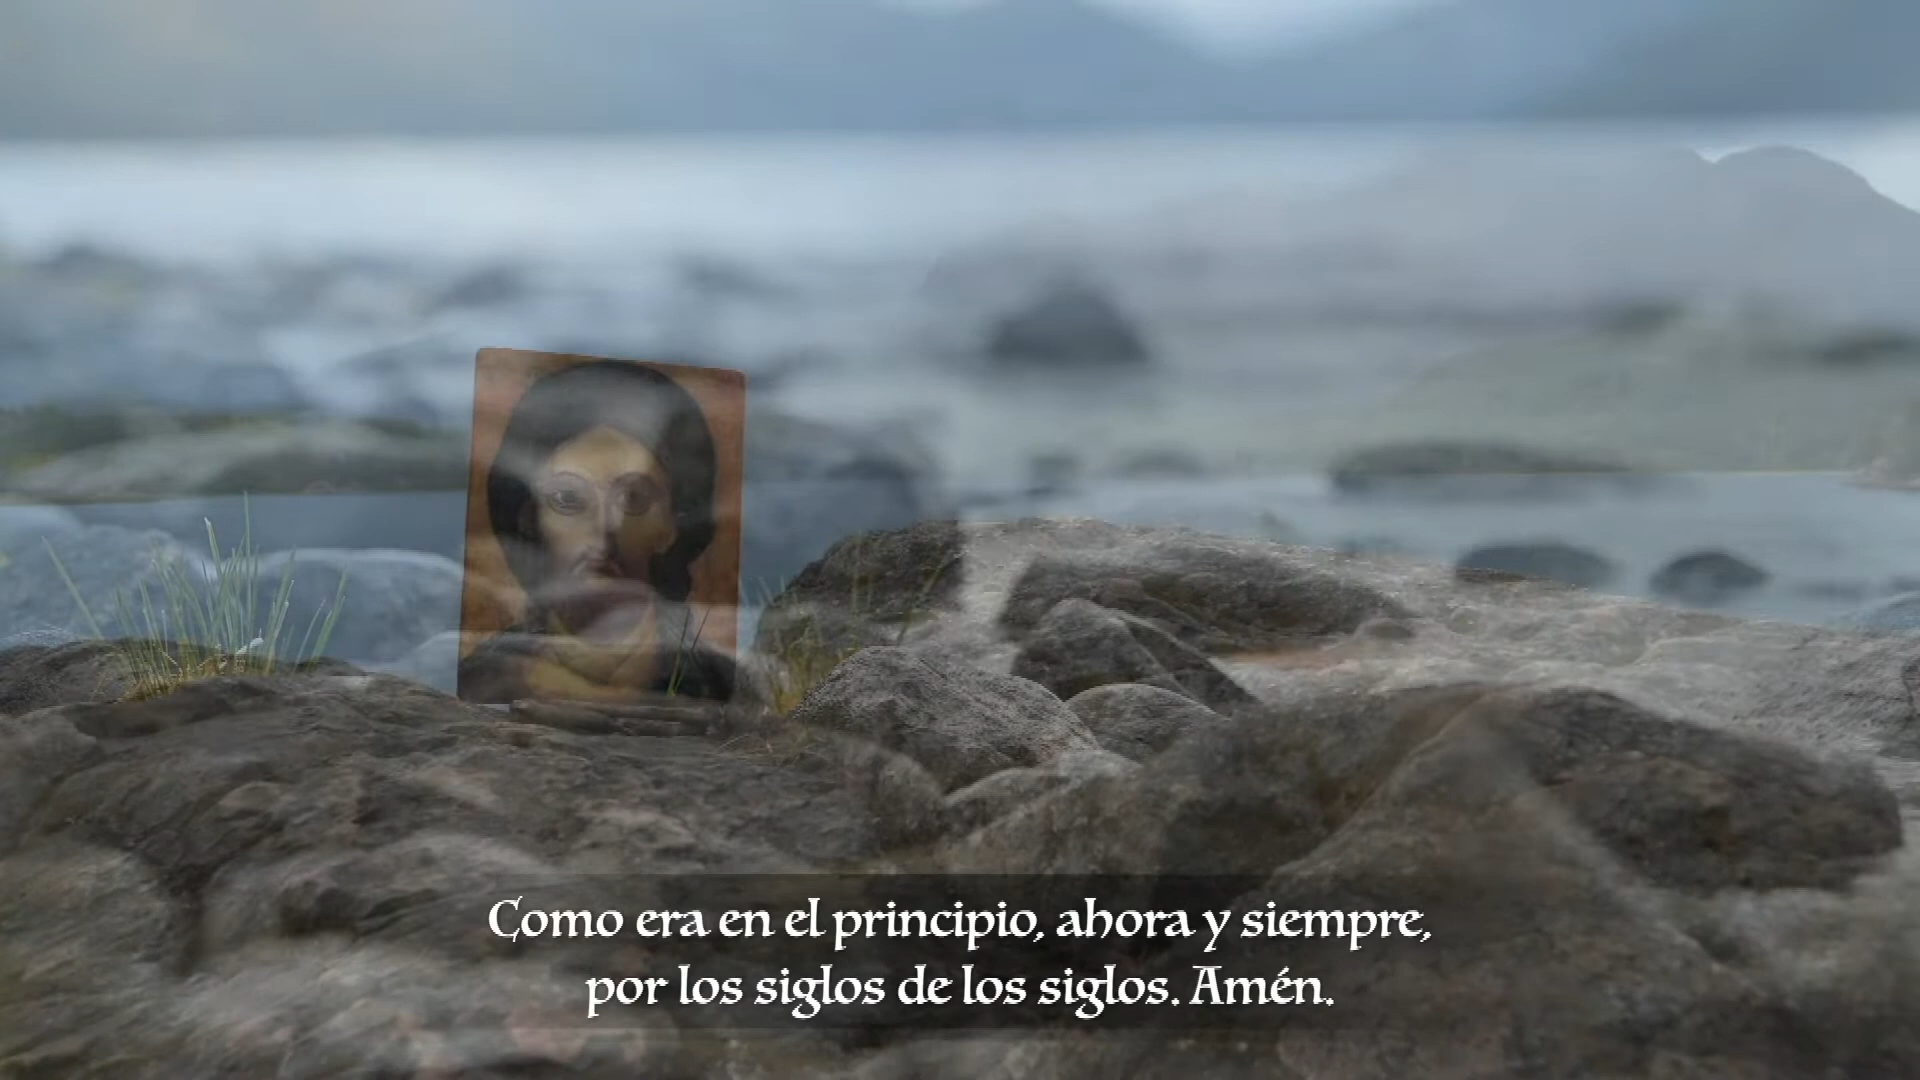 Como era en el principio, ahora y siempre,
por los siglos de los siglos. Amén.